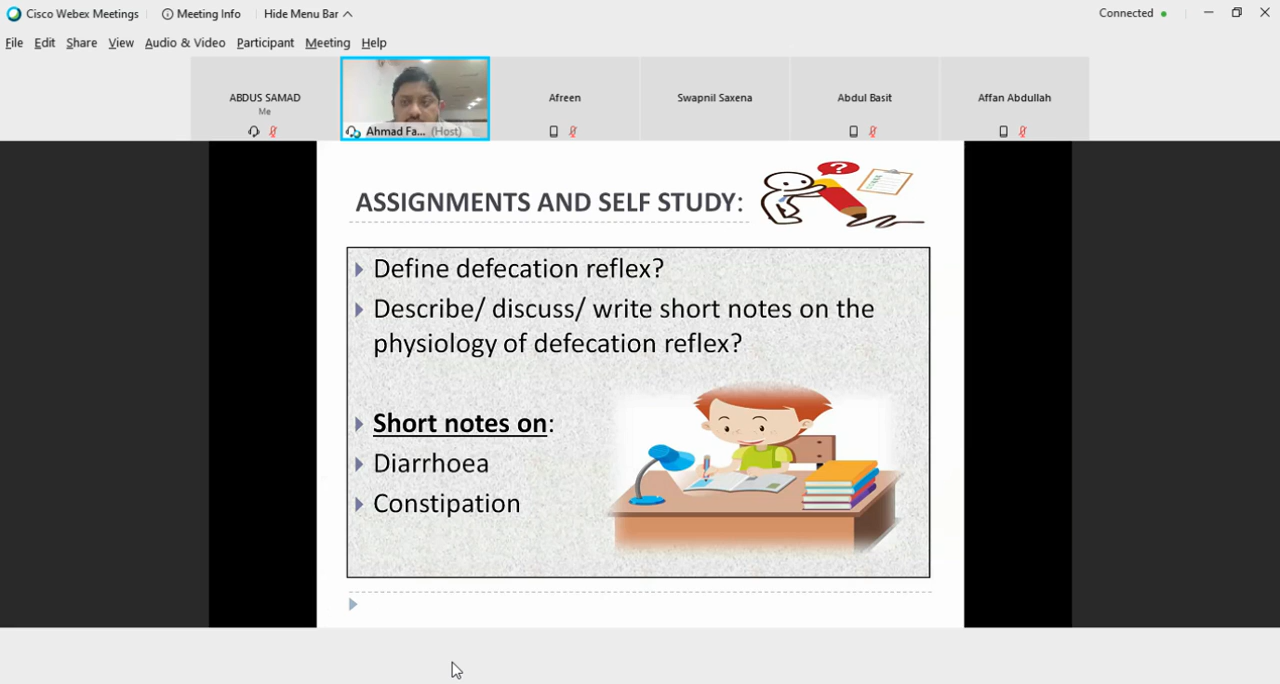 Cisco Webex Meetings
Meeting Info
Hide Menu Bar
Connected
File Edit Share View Audio & Video Participant Meeting Help
ABDUS SAMAD
Me
Ahmad Fa... (Host)
Afreen
Swapnil Saxena
Abdul Basit
Affan Abdullah
ASSIGNMENTS AND SELF STUDY:
?
Define defecation reflex?
Describe/ discuss/ write short notes on the
physiology of defecation reflex?
Short notes on:
Diarrhoea
Constipation